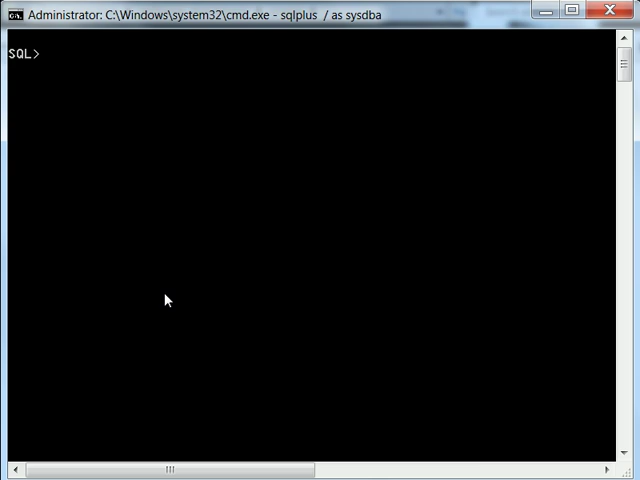 Administrator: C:\Windows\system32\cmd.exe - sqlplus  / as sysdba
SQL>